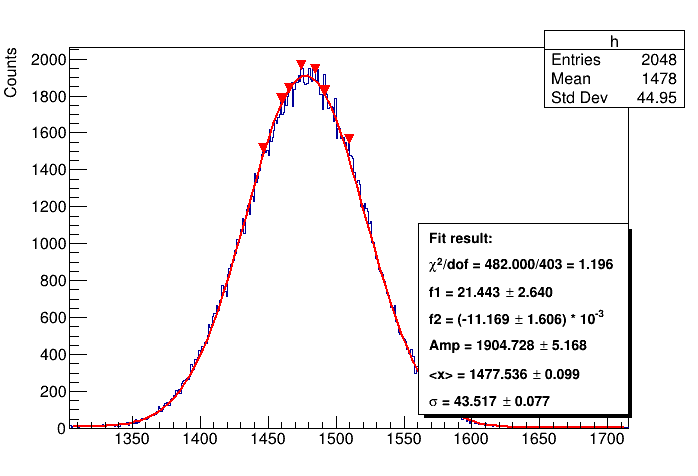 h
Entries 2048
Mean 1478
Std Dev 44.95
Counts
2000
1800
1600
1400
1200
1000
800
600
400
200
0
Fit result:
χ²/dof = 482.000/403 = 1.196
f1 = 21.443 ± 2.640
f2 = (-11.169 ± 1.606) * 10⁻³
Amp = 1904.728 ± 5.168
<x> = 1477.536 ± 0.099
σ = 43.517 ± 0.077
1350 1400 1450 1500 1550 1600 1650 1700